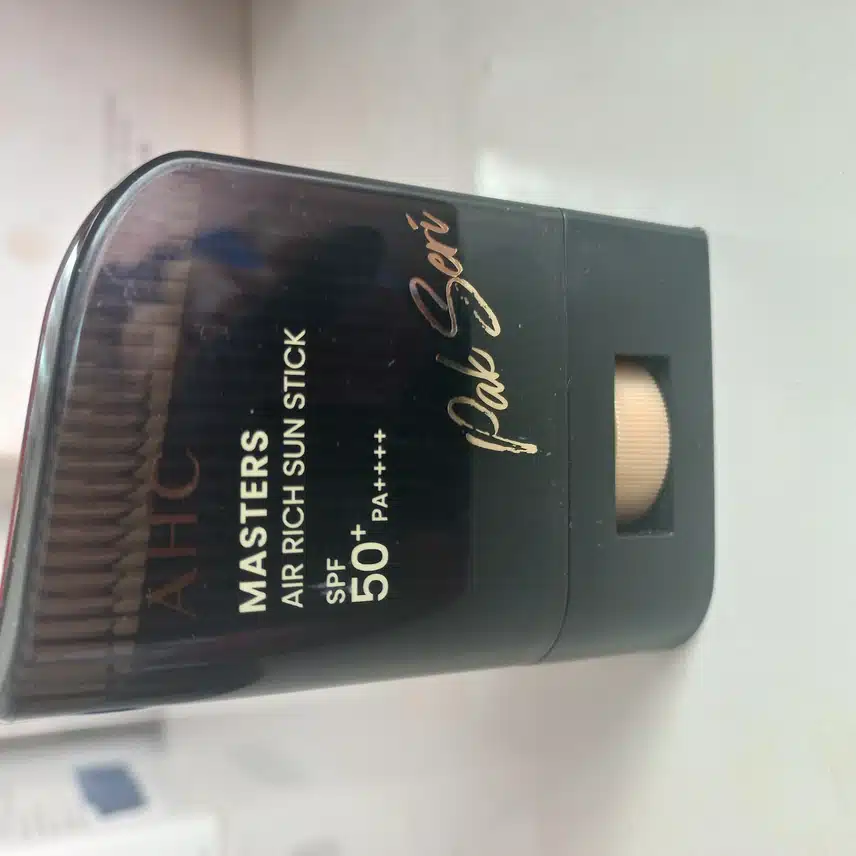 AHC
MASTERS
AIR RICH SUN STICK
SPF
50+ PA++++
Pak Seri